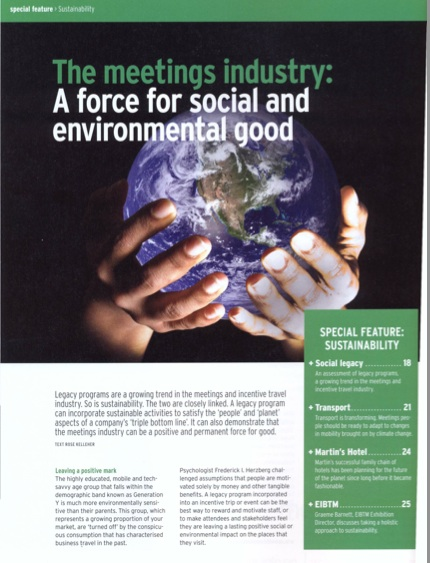 special feature > Sustainability
The meetings industry:
A force for social and
environmental good
SPECIAL FEATURE:
SUSTAINABILITY
+ Social legacy ............ 18
An assessment of legacy programs,
a growing trend in the meetings and
incentive travel industry.
+ Transport ............... 21
Transport is transforming. Meetings peo-
ple should be ready to adapt to changes
in mobility brought on by climate change
+ Martin's Hotel .......... 24
Martin's successful family chain of
hotels has been planning for the future
of the planet since long before it became
fashionable.
+ EIBTM .................. 25
Graeme Barnett, EIBTM Exhibition
Director, discusses taking a holistic
approach to sustainability.
Legacy programs are a growing trend in the meetings and incentive travel
industry. So is sustainability. The two are closely linked. A legacy program
can incorporate sustainable activities to satisfy the 'people' and 'planet'
aspects of a company's 'triple bottom line'. It can also demonstrate that
the meetings industry can be a positive and permanent force for good.
TEXT ROSE KELLEHER
Leaving a positive mark
The highly educated, mobile and tech-
savvy age group that falls within the
demographic band known as Generation
Y is much more environmentally sensi-
tive than their parents. This group, which
represents a growing proportion of your
market, are 'turned off' by the conspicu-
ous consumption that has characterised
business travel in the past.
Psychologist Frederick I. Herzberg chal-
lenged assumptions that people are moti-
vated solely by money and other tangible
benefits. A legacy program incorporated
into an incentive trip or event can be the
best way to reward and motivate staff, or
to make attendees and stakeholders feel
they are leaving a lasting positive social or
environmental impact on the places that
they visit.